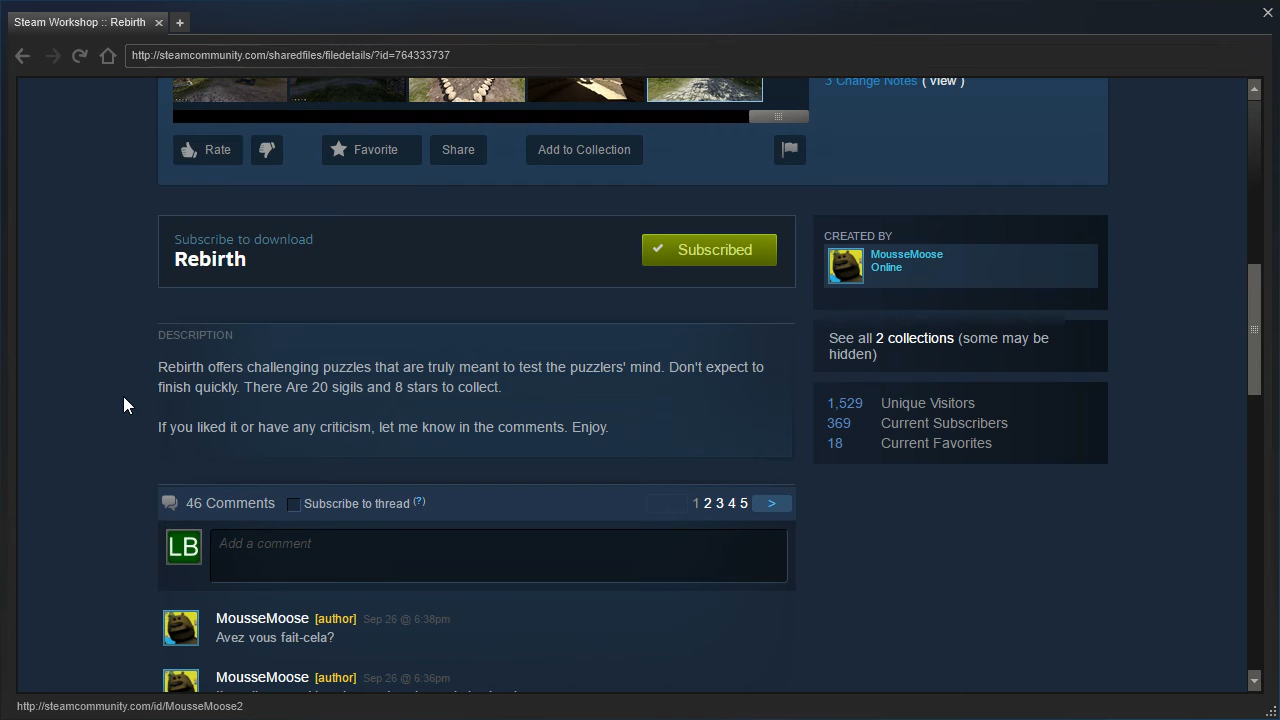 Steam Workshop :: Rebirth
http://steamcommunity.com/sharedfiles/filedetails/?id=764333737
3 Change Notes ( view )
Rate
Favorite
Share
Add to Collection
Subscribe to download
Rebirth
Subscribed
CREATED BY
MousseMoose
Online
See all 2 collections (some may be
hidden)
1,529 Unique Visitors
369 Current Subscribers
18 Current Favorites
DESCRIPTION
Rebirth offers challenging puzzles that are truly meant to test the puzzlers' mind. Don't expect to
finish quickly. There Are 20 sigils and 8 stars to collect.
If you liked it or have any criticism, let me know in the comments. Enjoy.
46 Comments Subscribe to thread (?) 1 2 3 4 5 >
LB
Add a comment
MousseMoose [author] Sep 26 @ 6:38pm
Avez vous fait-cela?
MousseMoose [author] Sep 26 @ 6:36pm
http://steamcommunity.com/id/MousseMoose2